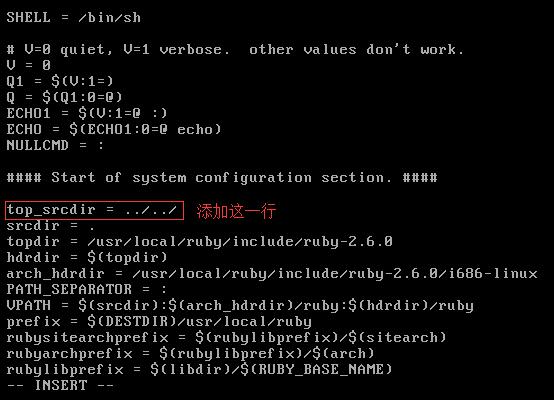 SHELL = /bin/sh
# V=0 quiet, V=1 verbose.  other values don't work.
V = 0
Q1 = $(V:1=)
Q = $(Q1:0=@)
ECHO1 = $(V:1=@ :)
ECHO = $(ECHO1:0=@ echo)
NULLCMD = :
#### Start of system configuration section. ####
top_srcdir = ../../ 添加这一行
srcdir = .
topdir = /usr/local/ruby/include/ruby-2.6.0
hdrdir = $(topdir)
arch_hdrdir = /usr/local/ruby/include/ruby-2.6.0/i686-linux
PATH_SEPARATOR = :
VPATH = $(srcdir):$(arch_hdrdir)/ruby:$(hdrdir)/ruby
prefix = $(DESTDIR)/usr/local/ruby
rubysitearchprefix = $(rubylibprefix)/$(sitearch)
rubyarchprefix = $(rubylibprefix)/$(arch)
rubylibprefix = $(libdir)/$(RUBY_BASE_NAME)
-- INSERT --